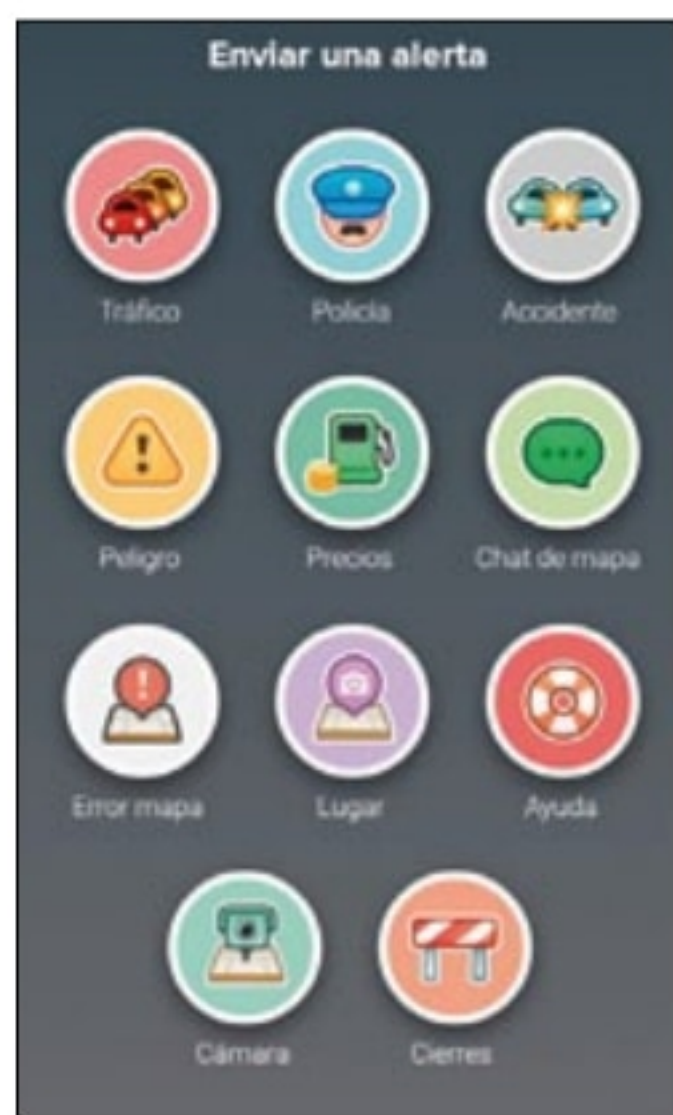 Enviar una alerta
Tráfico Policía Accidente
Peligro Precios Chat de mapa
Error mapa Lugar Ayuda
Cámara Cierres